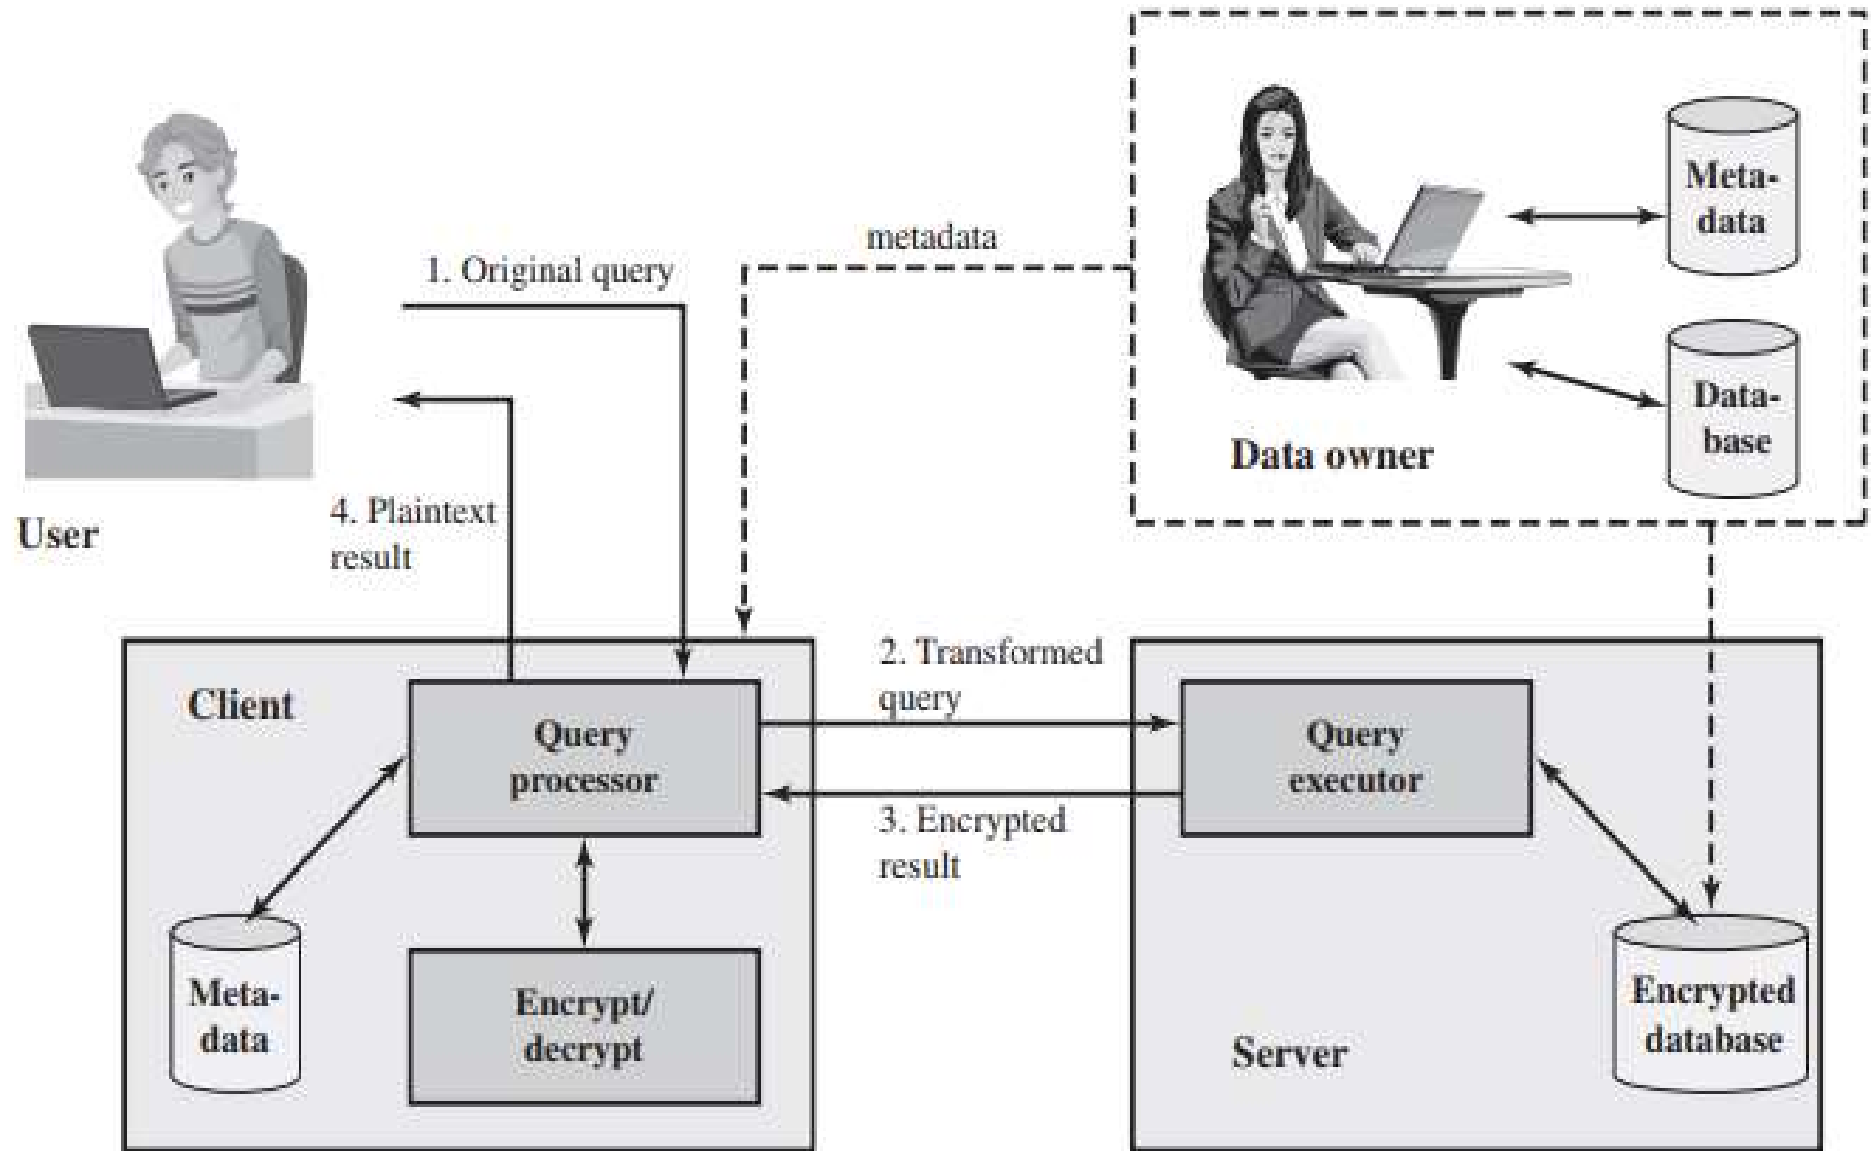 Meta-
data
metadata
1. Original query
Data-
base
Data owner
4. Plaintext
result
User
2. Transformed
query
Client
Query
processor
Query
executor
3. Encrypted
result
Meta-
data
Encrypt/
decrypt
Encrypted
database
Server